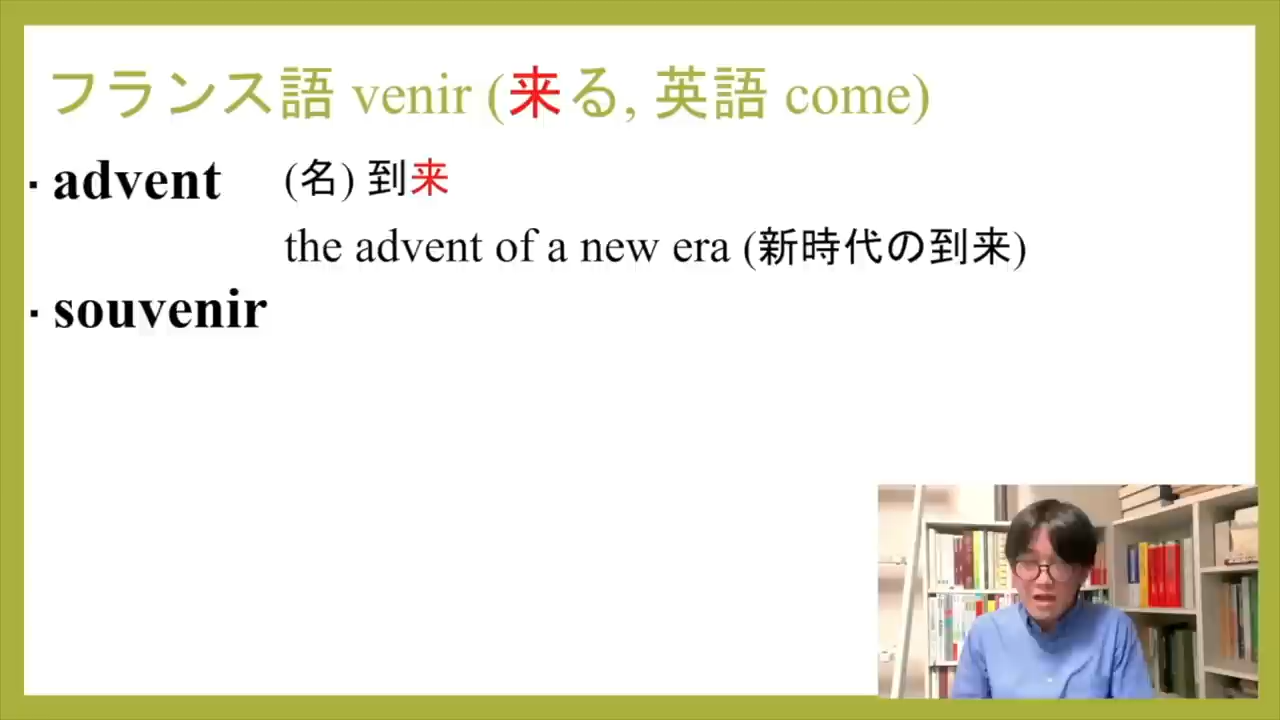 フランス語 venir (来る, 英語 come)
· advent (名) 到来
the advent of a new era (新時代の到来)
· souvenir